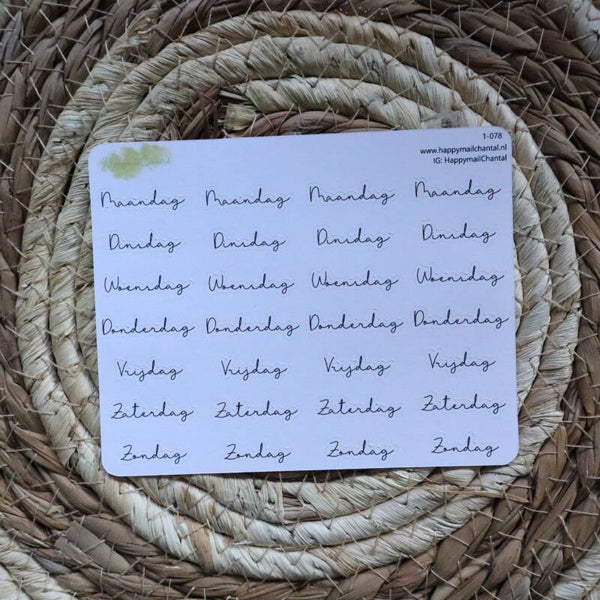 1-078
www.happymailchantal.nl
IG: HappymailChantal
Maandag Maandag Maandag Maandag
Dinsdag Dinsdag Dinsdag Dinsdag
Woensdag Woensdag Woensdag Woensdag
Donderdag Donderdag Donderdag Donderdag
Vrijdag Vrijdag Vrijdag Vrijdag
Zaterdag Zaterdag Zaterdag Zaterdag
Zondag Zondag Zondag Zondag